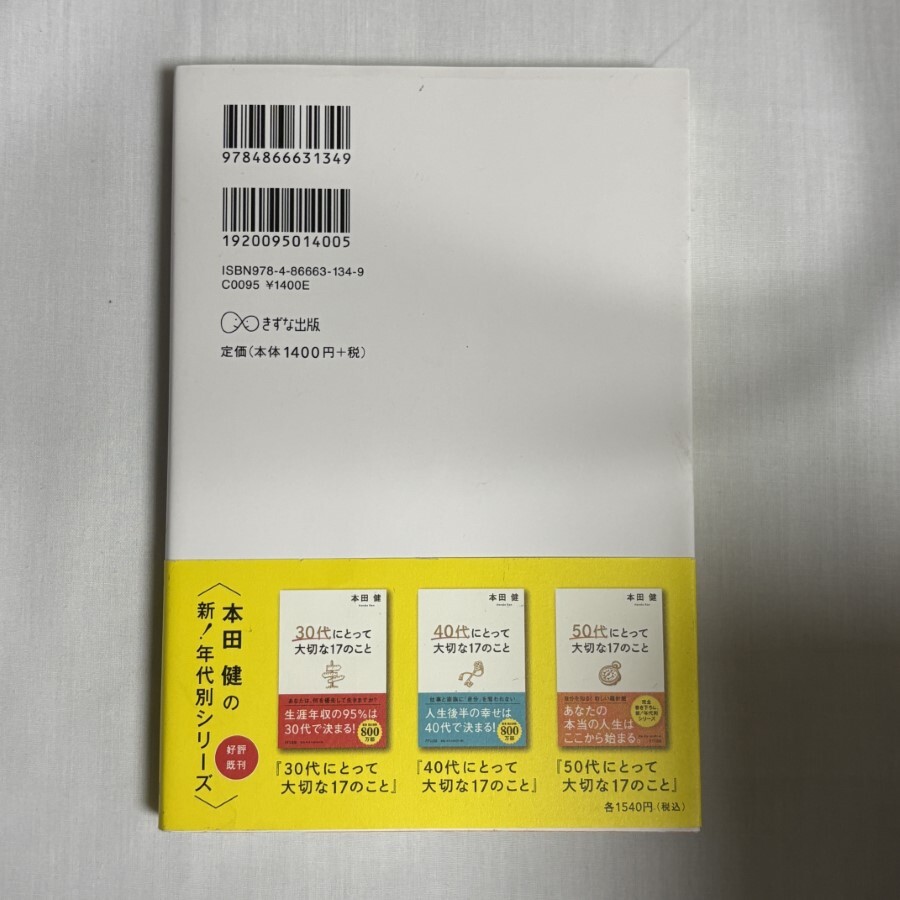 9784866631349
1920095014005
ISBN978-4-86663-134-9
C0095 ¥1400E
きずな出版
定価(本体1400円+税)
〈本田 健の
新!年代別シリーズ〉
好評
既刊
本田 健
30代にとって
大切な17のこと
生涯年収の95%は
30代で決まる!
800
万部
『30代にとって
大切な17のこと』
本田 健
40代にとって
大切な17のこと
人生後半の幸せは
40代で決まる!
800
万部
『40代にとって
大切な17のこと』
本田 健
50代にとって
大切な17のこと
あなたの
本当の人生は
ここから始まる。
『50代にとって
大切な17のこと』
各1540円(税込)